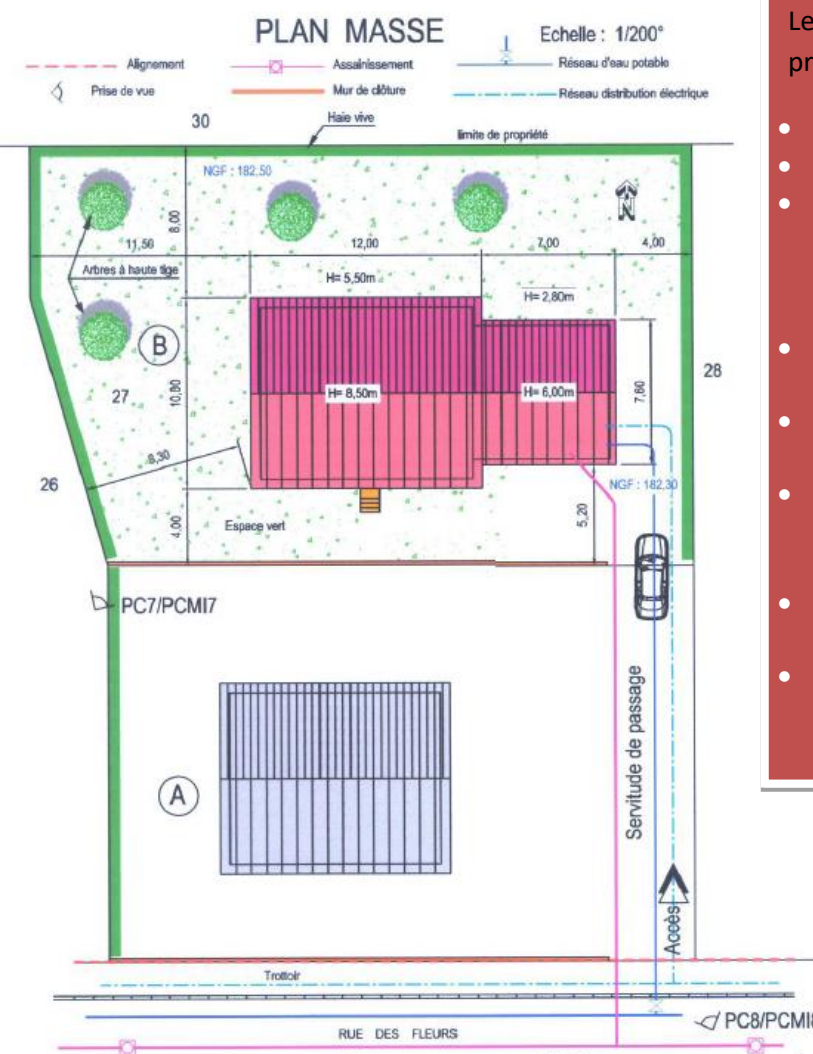 PLAN MASSE
Echelle : 1/200°
Alignement
Assainissement
Réseau d'eau potable
Prise de vue
Mur de clôture
Réseau distribution électrique
30
Haie vive
limite de propriété
NGF : 182,50
N
8,00
11,56
12,00
7,00
4,00
Arbres à haute tige
H= 5,50m
H= 2,80m
B
28
27
10,80
H= 8,50m
H= 6,00m
7,60
26
8,30
NGF : 182,30
4,00
Espace vert
5,20
PC7/PCMI7
Servitude de passage
A
Accès
Trottoir
PC8/PCMI8
RUE DES FLEURS
Le
pr